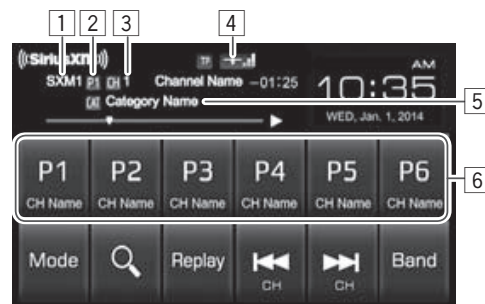 1 2 3 4
((SiriusXM))
TP
AM
SXM1 P1 CH 1 Channel Name -01:25
10:35
CAT Category Name
5
WED, Jan. 1, 2014
P1 P2 P3 P4 P5 P6
6
CH Name CH Name CH Name CH Name CH Name CH Name
Mode Replay Band
CH CH